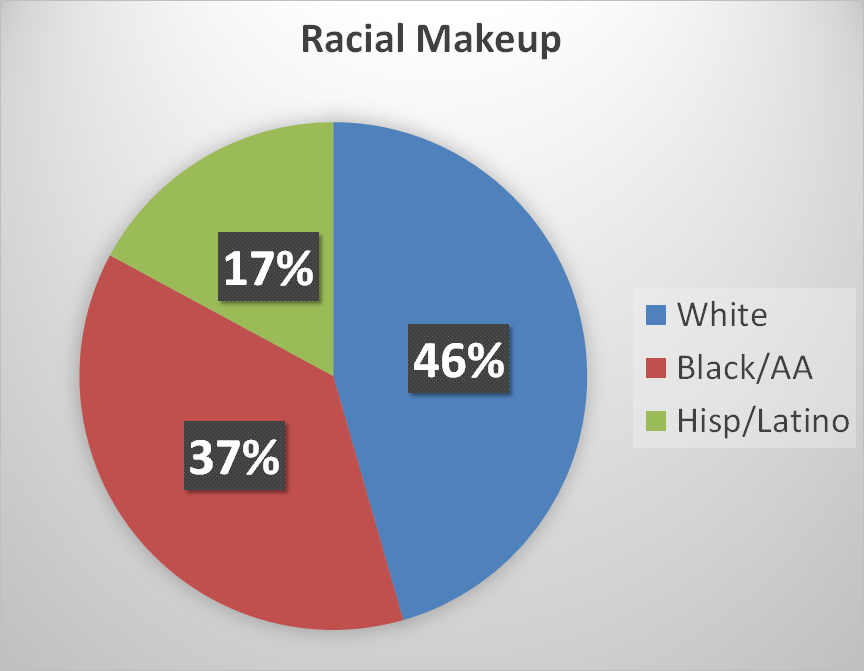 Racial Makeup
17%
46%
37%
White
Black/AA
Hisp/Latino